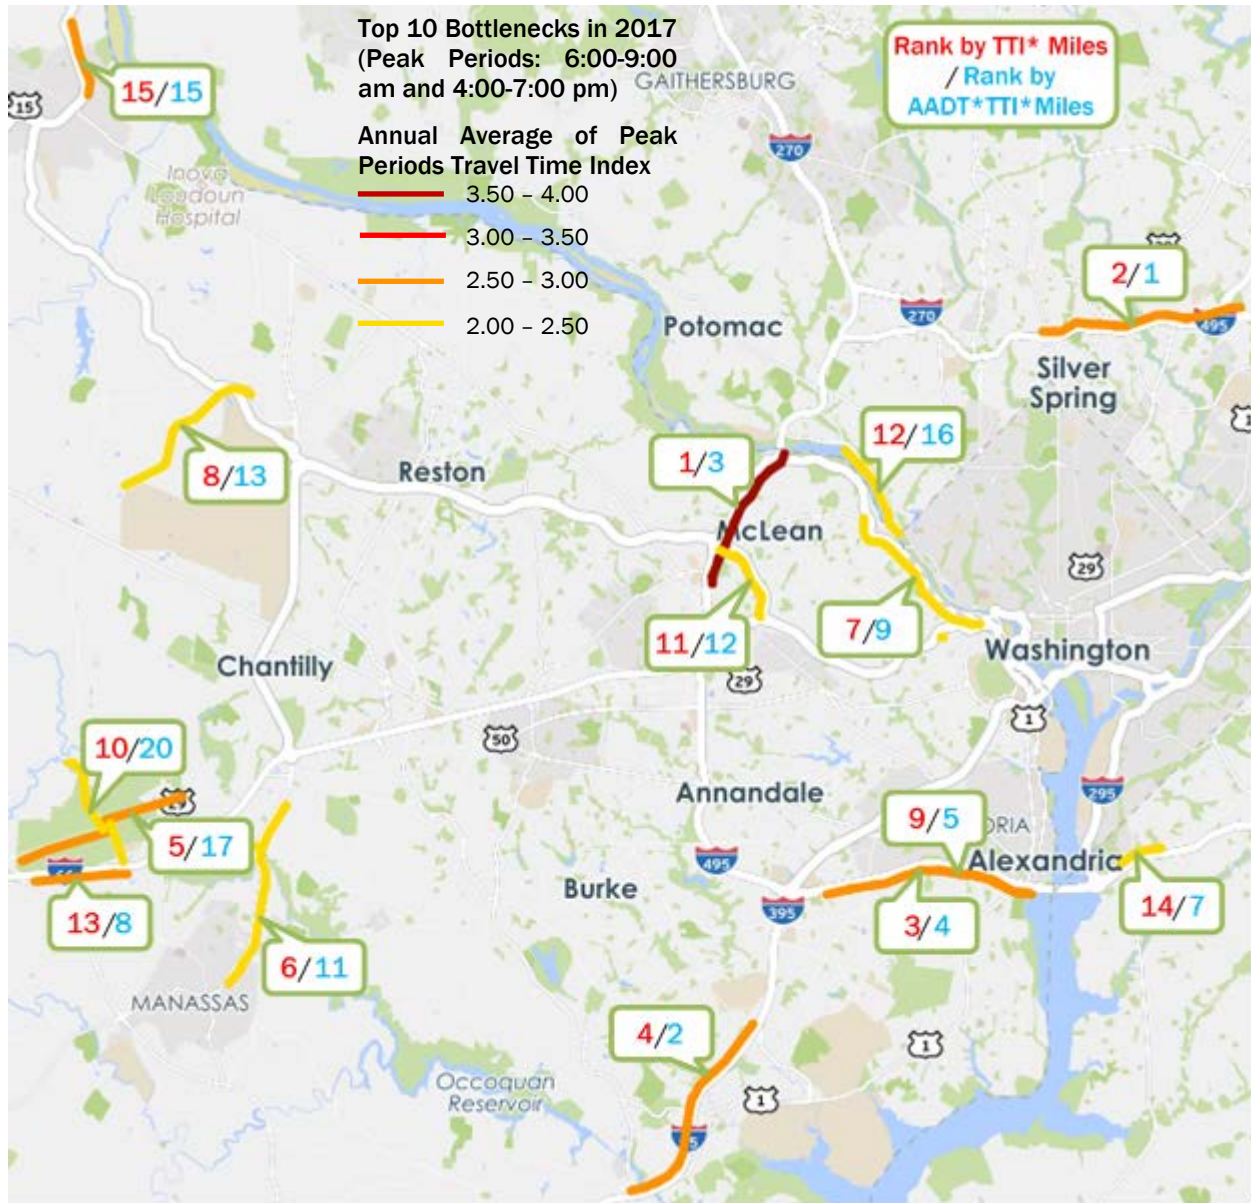 Top 10 Bottlenecks in 2017
(Peak Periods: 6:00-9:00
am and 4:00-7:00 pm)
Annual Average of Peak
Periods Travel Time Index
3.50 – 4.00
3.00 – 3.50
2.50 – 3.00
2.00 – 2.50
Rank by TTI* Miles
/ Rank by
AADT*TTI*Miles
GAITHERSBURG
15
15/15
270
Inova
Loudoun
Hospital
2/1
270
495
Potomac
Silver
Spring
12/16
1/3
Reston
8/13
McLean
29
7/9
11/12
29
Washington
Chantilly
1
50
10/20
295
Annandale
9/5
ORIA
5/17
495
Alexandric
Burke
395
13/8
3/4
14/7
6/11
MANASSAS
4/2
1
Occoquan
Reservoir
1